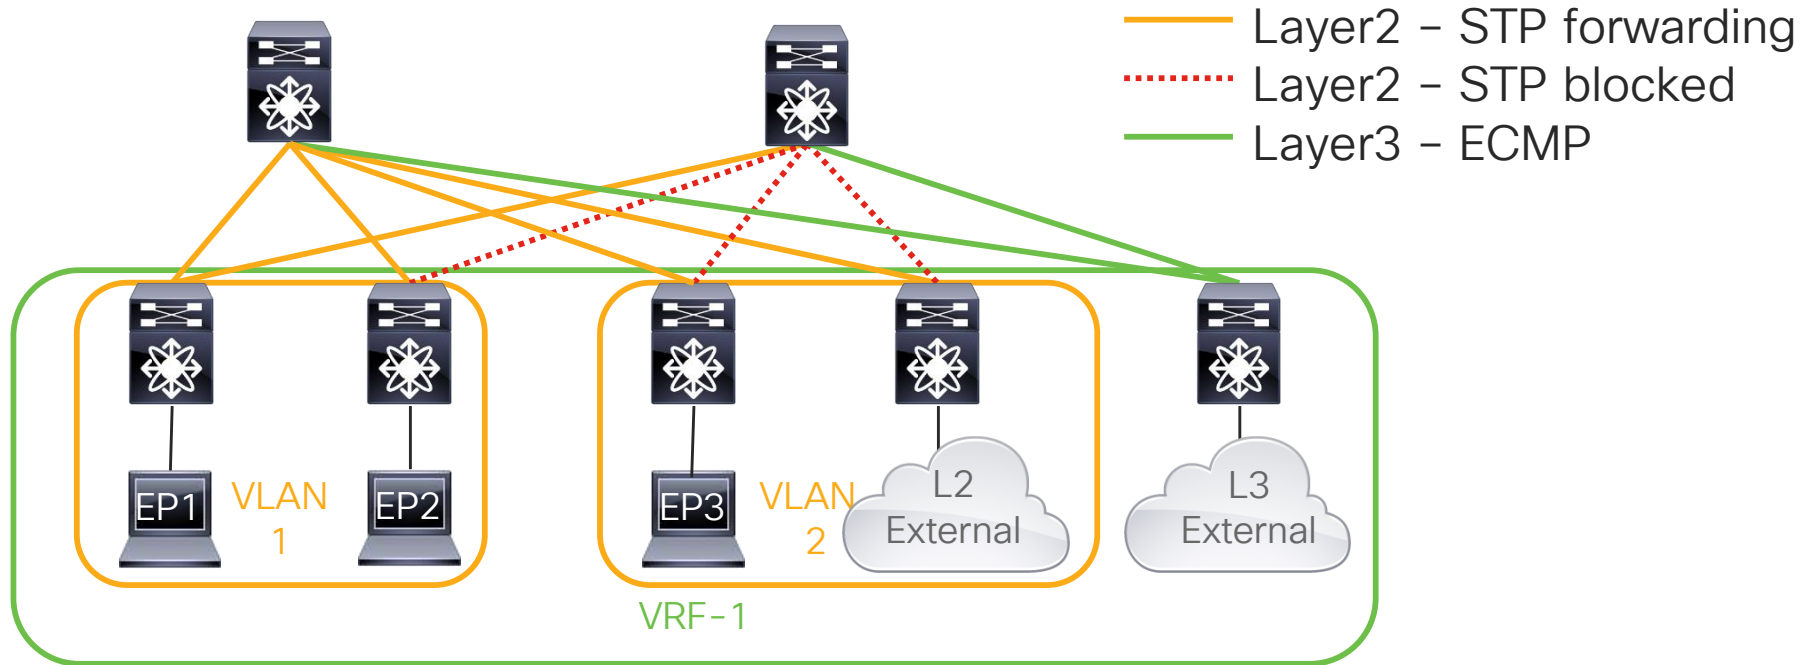 Layer2 – STP forwarding
Layer2 – STP blocked
Layer3 – ECMP
EP1
VLAN
1
EP2
EP3
VLAN
2
L2
External
L3
External
VRF-1